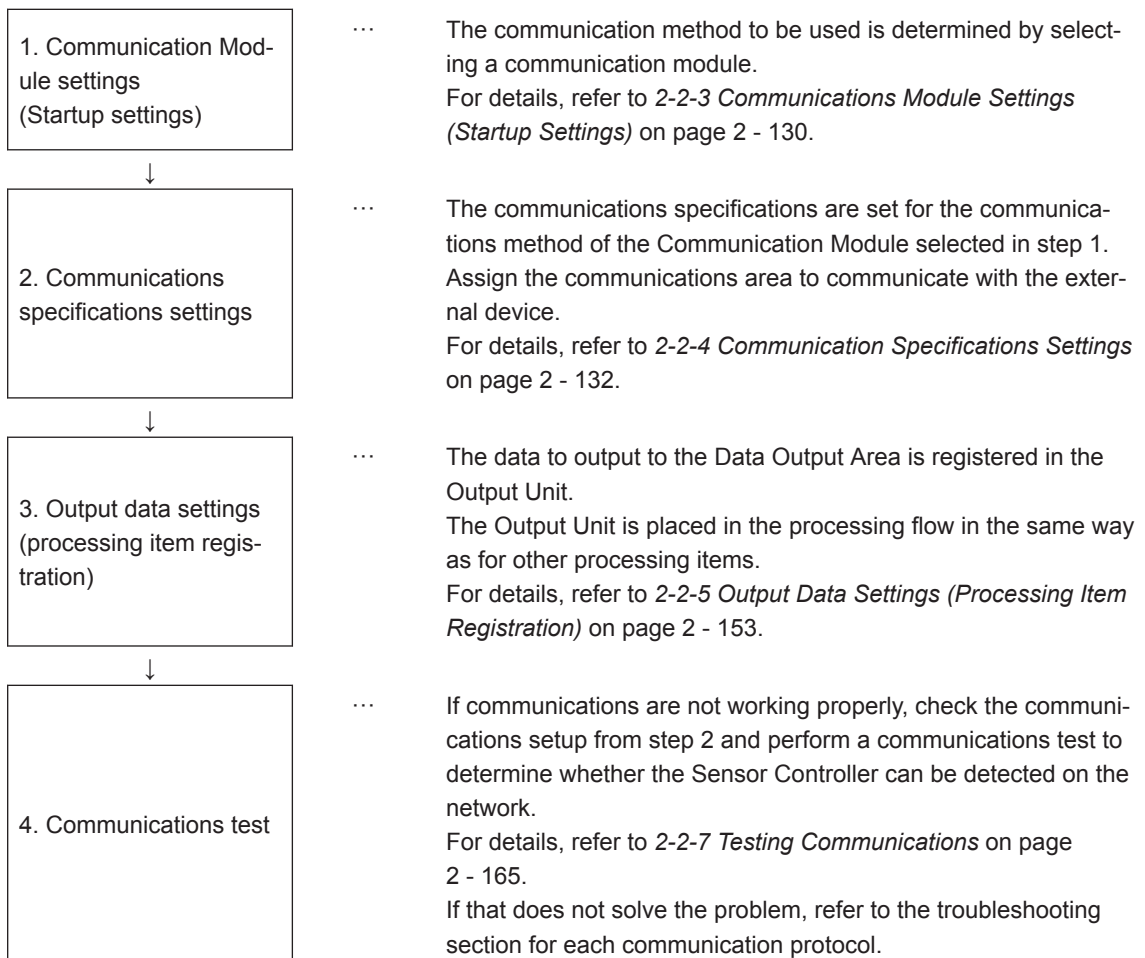 1. Communication Mod-
ule settings
(Startup settings)
… The communication method to be used is determined by select-
ing a communication module.
For details, refer to 2-2-3 Communications Module Settings
(Startup Settings) on page 2 - 130.
↓
2. Communications
specifications settings
… The communications specifications are set for the communica-
tions method of the Communication Module selected in step 1.
Assign the communications area to communicate with the exter-
nal device.
For details, refer to 2-2-4 Communication Specifications Settings
on page 2 - 132.
↓
3. Output data settings
(processing item regis-
tration)
… The data to output to the Data Output Area is registered in the
Output Unit.
The Output Unit is placed in the processing flow in the same way
as for other processing items.
For details, refer to 2-2-5 Output Data Settings (Processing Item
Registration) on page 2 - 153.
↓
4. Communications test
… If communications are not working properly, check the communi-
cations setup from step 2 and perform a communications test to
determine whether the Sensor Controller can be detected on the
network.
For details, refer to 2-2-7 Testing Communications on page
2 - 165.
If that does not solve the problem, refer to the troubleshooting
section for each communication protocol.